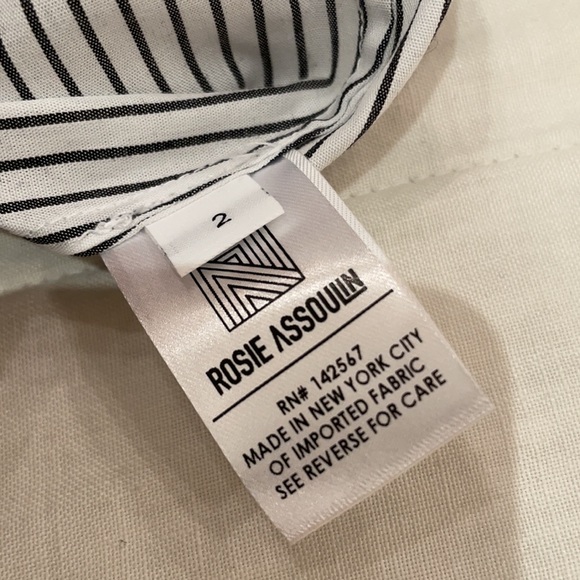 2
ROSIE ASSOULIN
RN# 142567
MADE IN NEW YORK CITY
OF IMPORTED FABRIC
SEE REVERSE FOR CARE